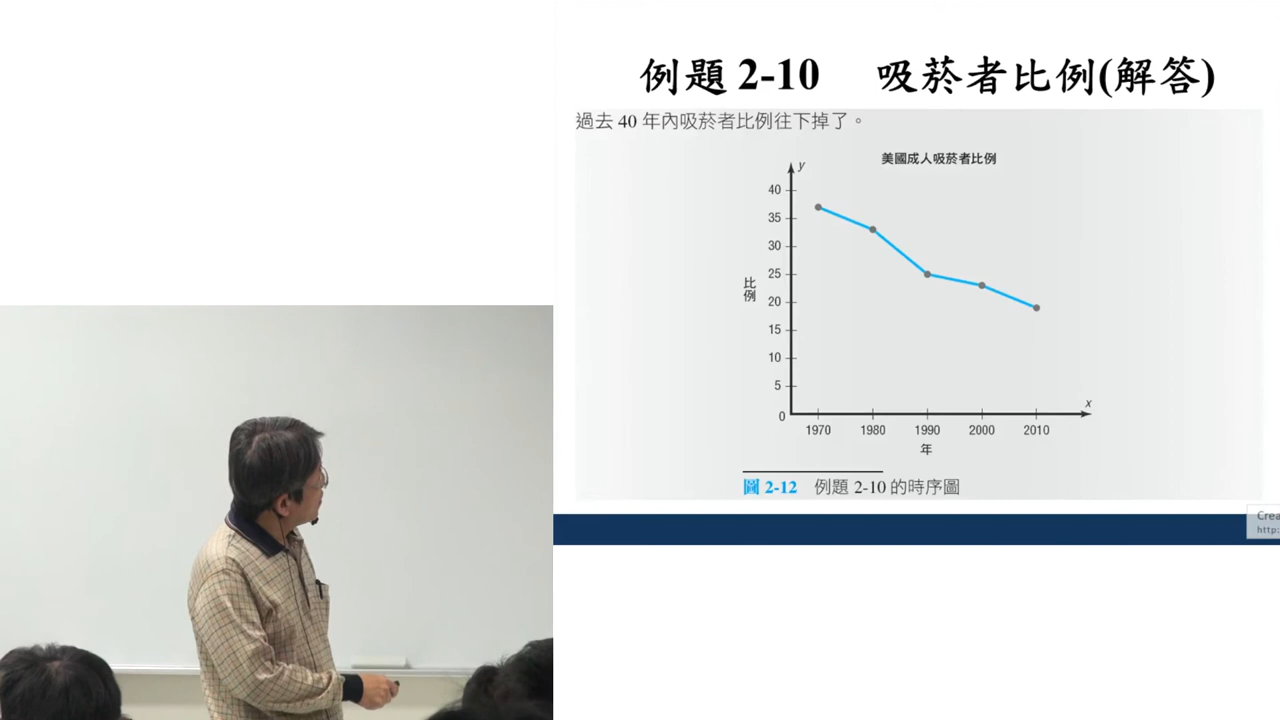 例題 2-10 吸菸者比例(解答)
過去 40 年內吸菸者比例往下掉了。
美國成人吸菸者比例
y
40
35
30
25
20
15
10
5
0
比例
x
1970 1980 1990 2000 2010
年
圖 2-12 例題 2-10 的時序圖
Crea
http: